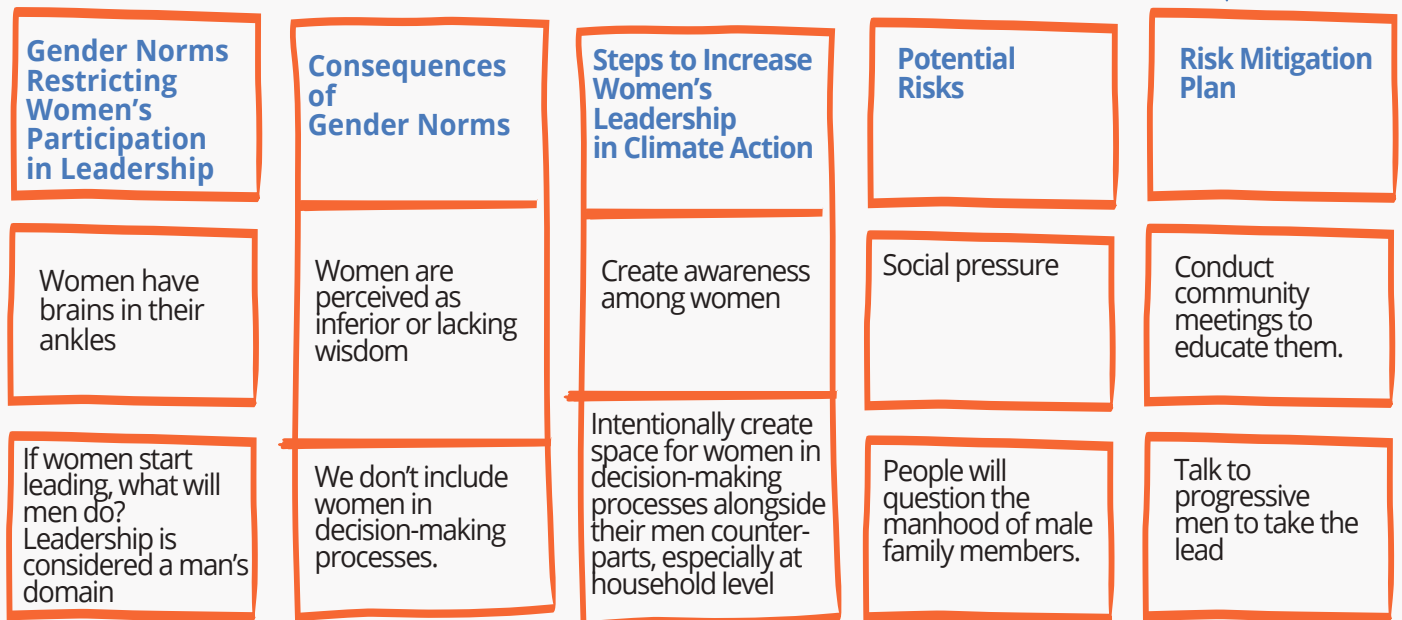 Gender Norms
Restricting
Women's
Participation
in Leadership
Consequences
of
Gender Norms
Steps to Increase
Women's
Leadership
in Climate Action
Potential
Risks
Risk Mitigation
Plan
Women have
brains in their
ankles
Women are
perceived as
inferior or lacking
wisdom
Create awareness
among women
Social pressure
Conduct
community
meetings to
educate them.
If women start
leading, what will
men do?
Leadership is
considered a man's
domain
We don't include
women in
decision-making
processes.
Intentionally create
space for women in
decision-making
processes alongside
their men counter-
parts, especially at
household level
People will
question the
manhood of male
family members.
Talk to
progressive
men to take the
lead